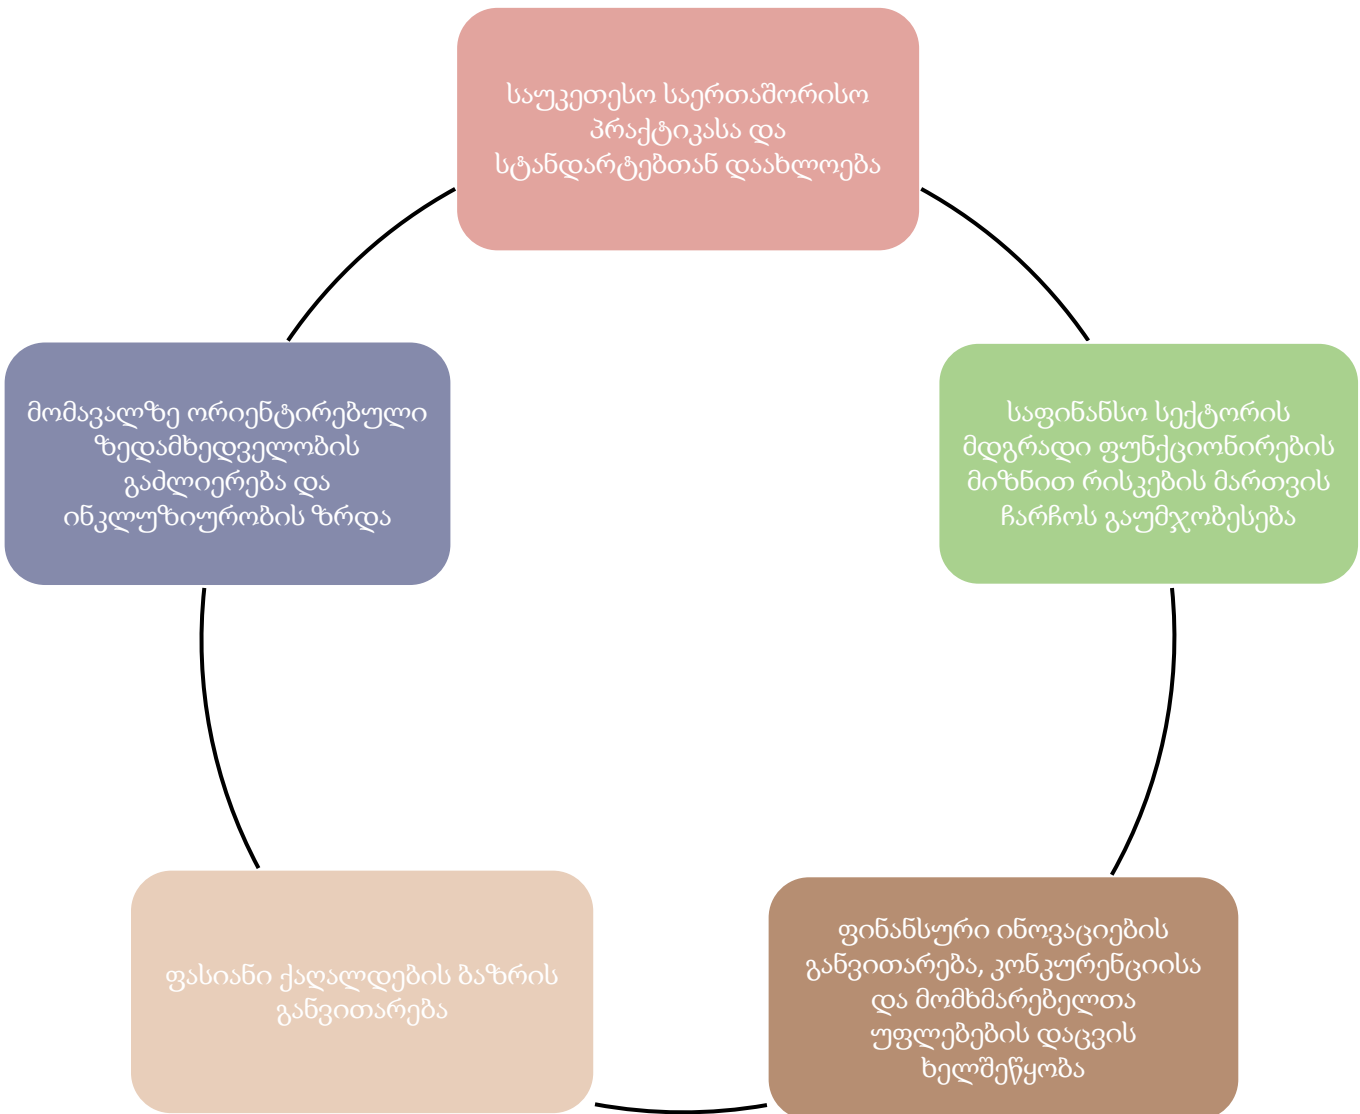 საუკეთესო საერთაშორისო
პრაქტიკასა და
სტანდარტებთან დაახლოება
საფინანსო სექტორის
მდგრადი ფუნქციონირების
მიზნით რისკების მართვის
ჩარჩოს გაუმჯობესება
ფინანსური ინოვაციების
განვითარება, კონკურენციისა
და მომხმარებელთა
უფლებების დაცვის
ხელშეწყობა
ფასიანი ქაღალდების ბაზრის
განვითარება
მომავალზე ორიენტირებული
ზედამხედველობის
გაძლიერება და
ინკლუზიურობის ზრდა